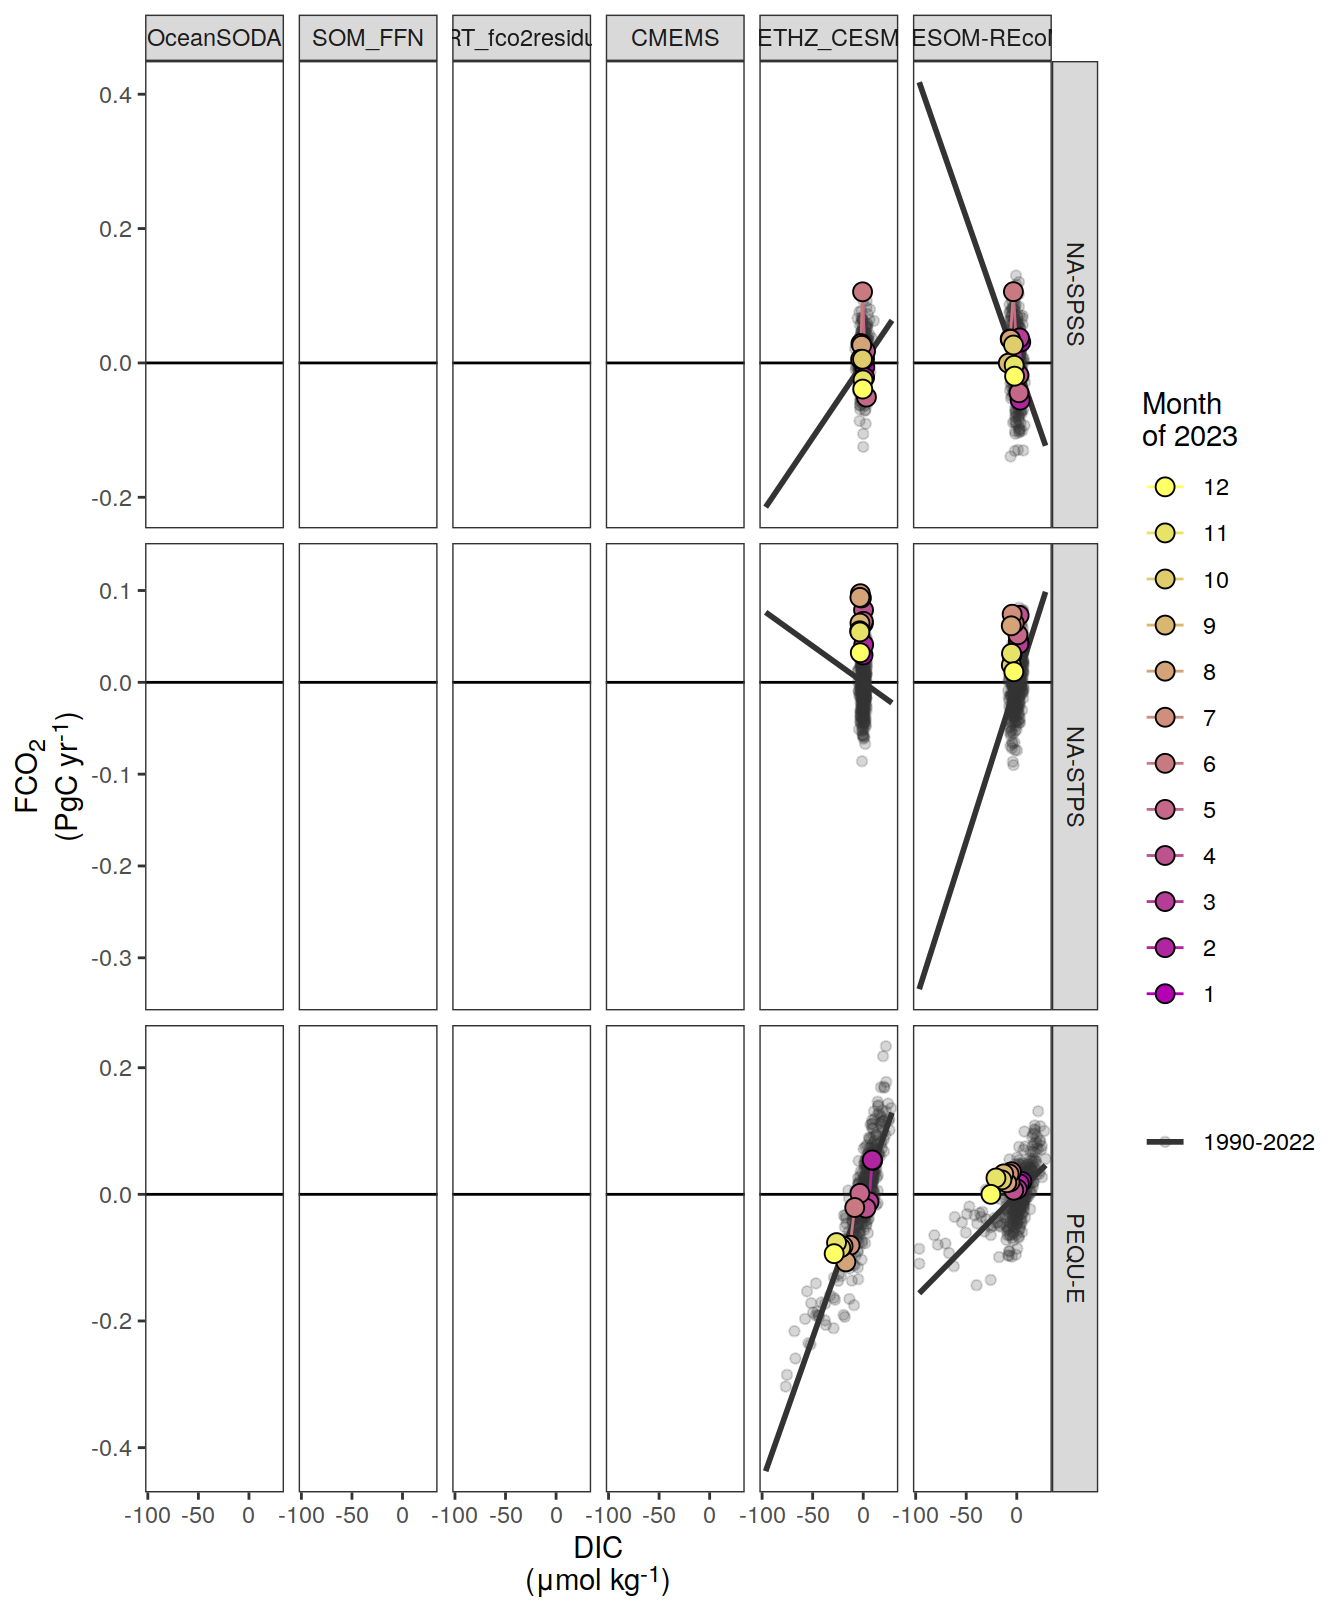 OceanSODA SOM_FFN RT_fco2residu CMEMS ETHZ_CESM ESOM-REcoM
0.4
0.2
0.0
-0.2
NA-SPSS
0.1
0.0
-0.1
-0.2
-0.3
NA-STPS
0.2
0.0
-0.2
-0.4
PEQU-E
FCO2
(PgC yr-1)
-100 -50 0 -100 -50 0 -100 -50 0 -100 -50 0 -100 -50 0 -100 -50 0
DIC
(µmol kg-1)
Month
of 2023
12
11
10
9
8
7
6
5
4
3
2
1
1990-2022